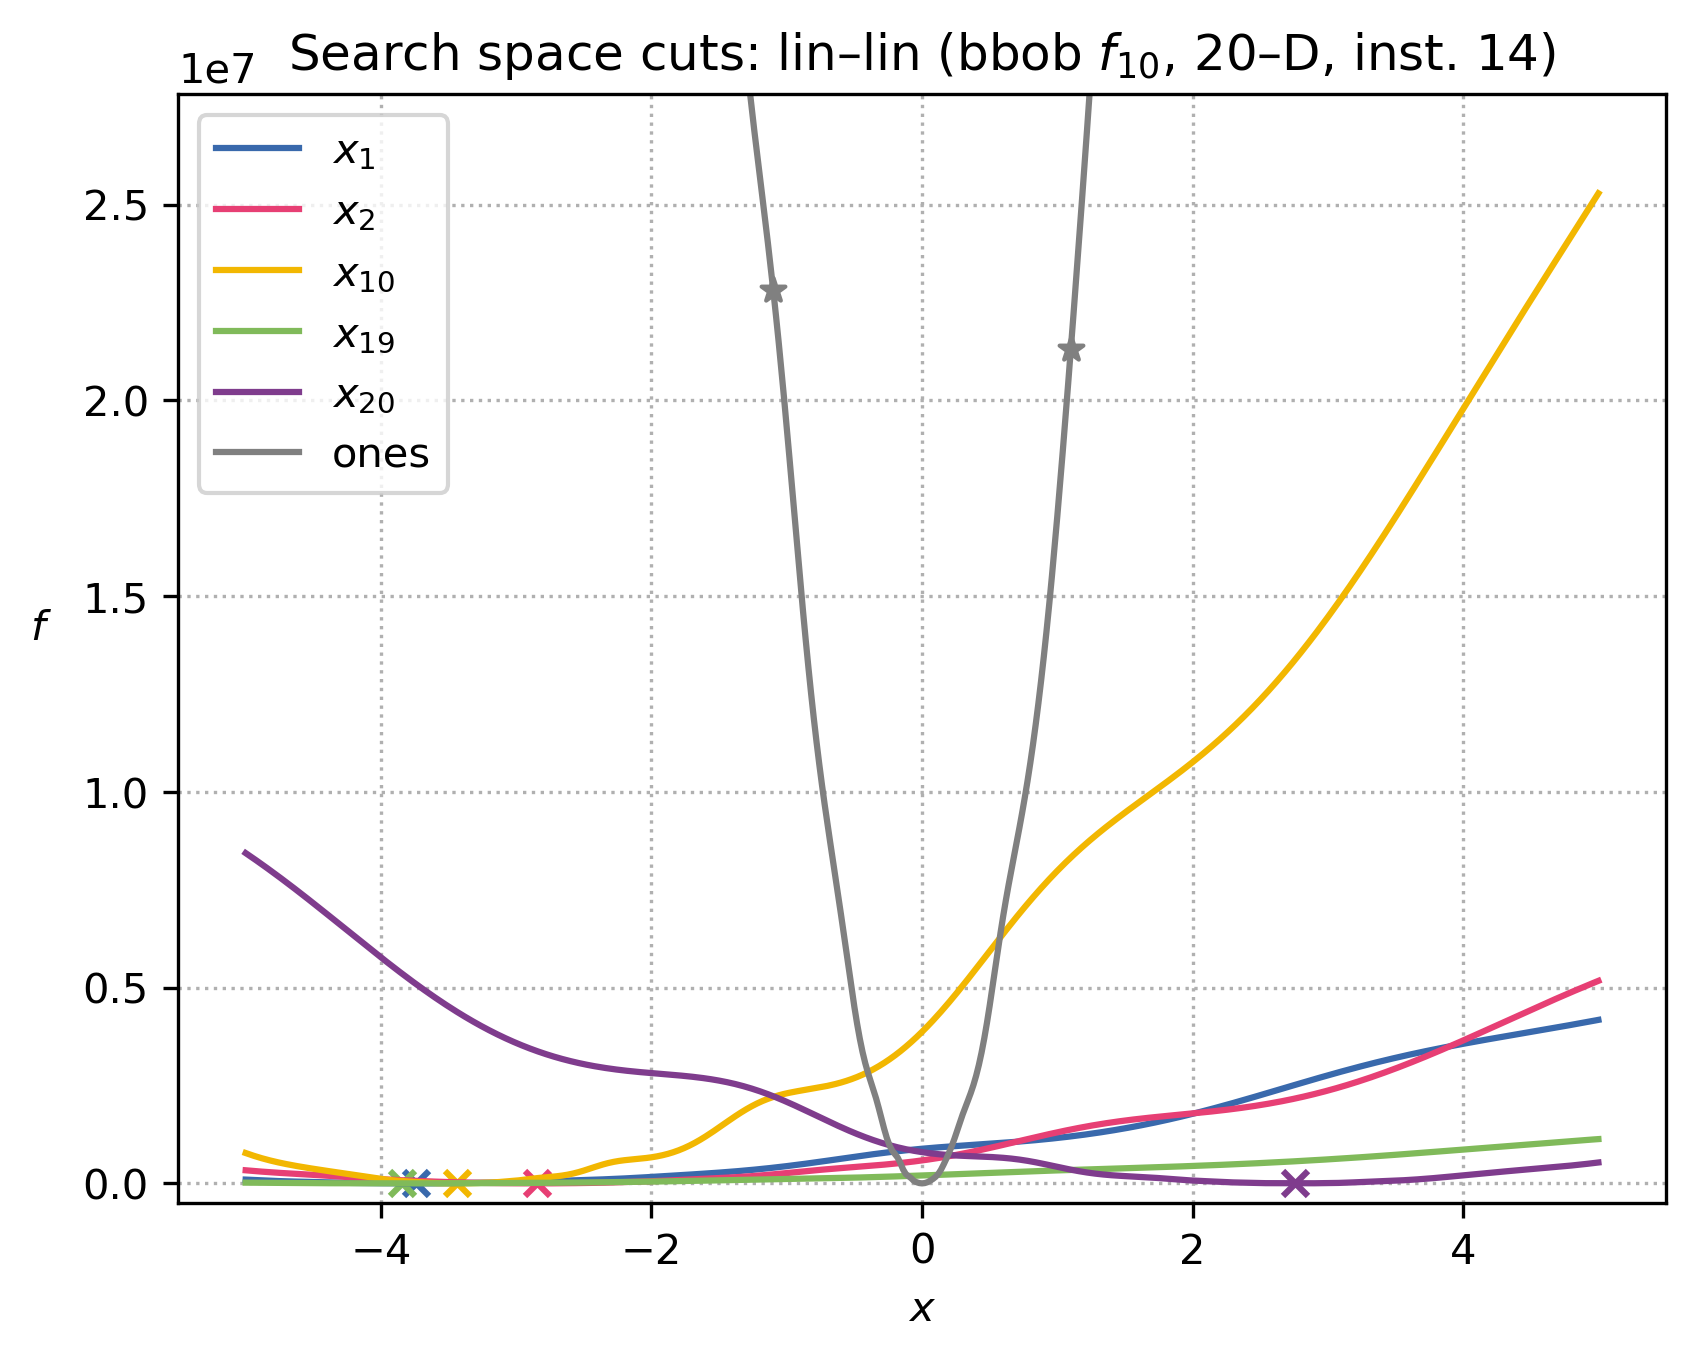 Search space cuts: lin–lin (bbob f₁₀, 20–D, inst. 14)
1e7
x₁
x₂
x₁₀
x₁₉
x₂₀
ones
2.5
2.0
1.5
1.0
0.5
0.0
f
−4 −2 0 2 4
x